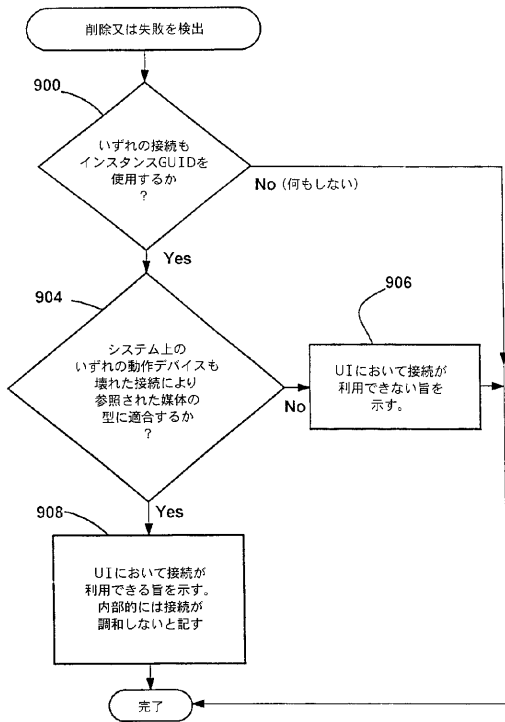 削除又は失敗を検出
900
いずれの接続も
インスタンスGUIDを
使用するか
?
No (何もしない)
Yes
904
システム上の
いずれの動作デバイスも
壊れた接続により
参照された媒体の
型に適合するか
?
No
906
UIにおいて接続が
利用できない旨を
示す。
Yes
908
UIにおいて接続が
利用できる旨を示す。
内部的には接続が
調和しないと記す
完了